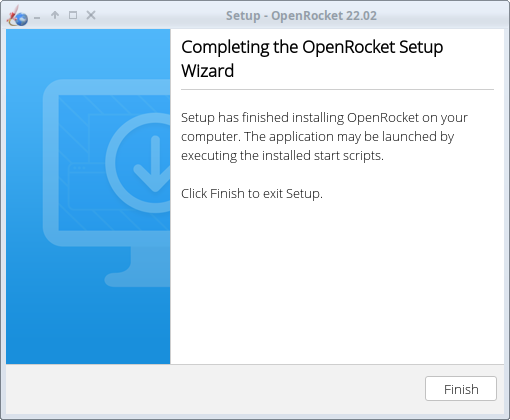 Setup - OpenRocket 22.02
Completing the OpenRocket Setup
Wizard
Setup has finished installing OpenRocket on your
computer. The application may be launched by
executing the installed start scripts.
Click Finish to exit Setup.
Finish